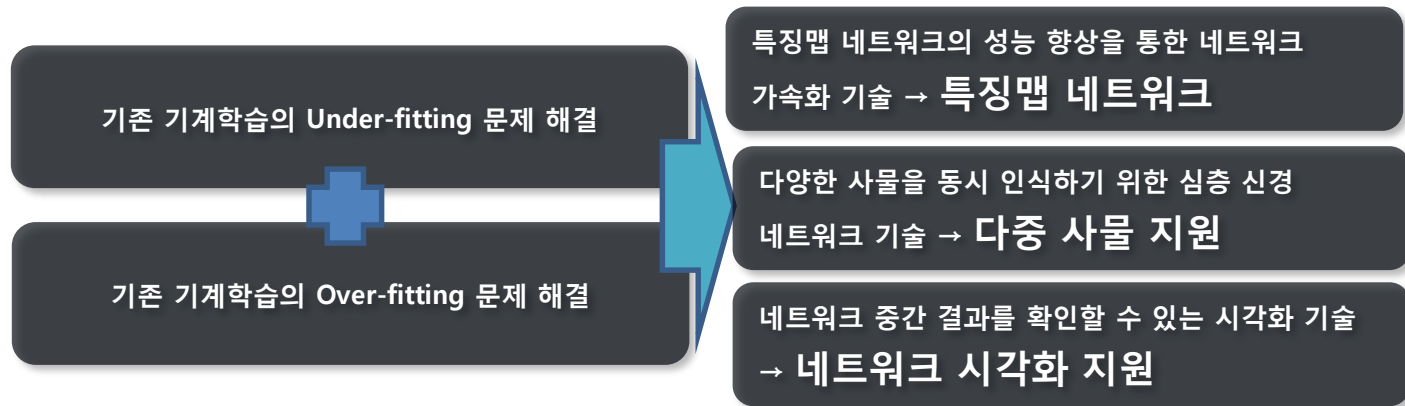 기존 기계학습의 Under-fitting 문제 해결
기존 기계학습의 Over-fitting 문제 해결
특징맵 네트워크의 성능 향상을 통한 네트워크
가속화 기술 → 특징맵 네트워크
다양한 사물을 동시 인식하기 위한 심층 신경
네트워크 기술 → 다중 사물 지원
네트워크 중간 결과를 확인할 수 있는 시각화 기술
→ 네트워크 시각화 지원